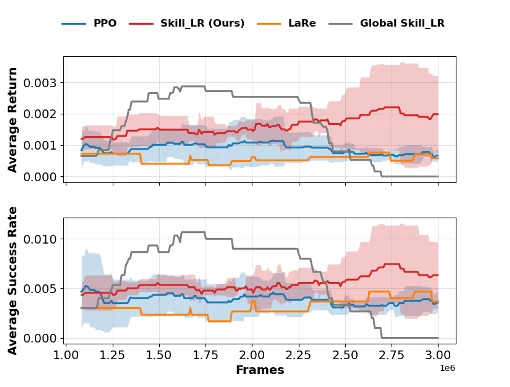 PPO Skill_LR (Ours) LaRe Global Skill_LR
Average Return
0.003
0.002
0.001
0.000
Average Success Rate
0.010
0.005
0.000
1.00 1.25 1.50 1.75 2.00 2.25 2.50 2.75 3.00
1e6
Frames